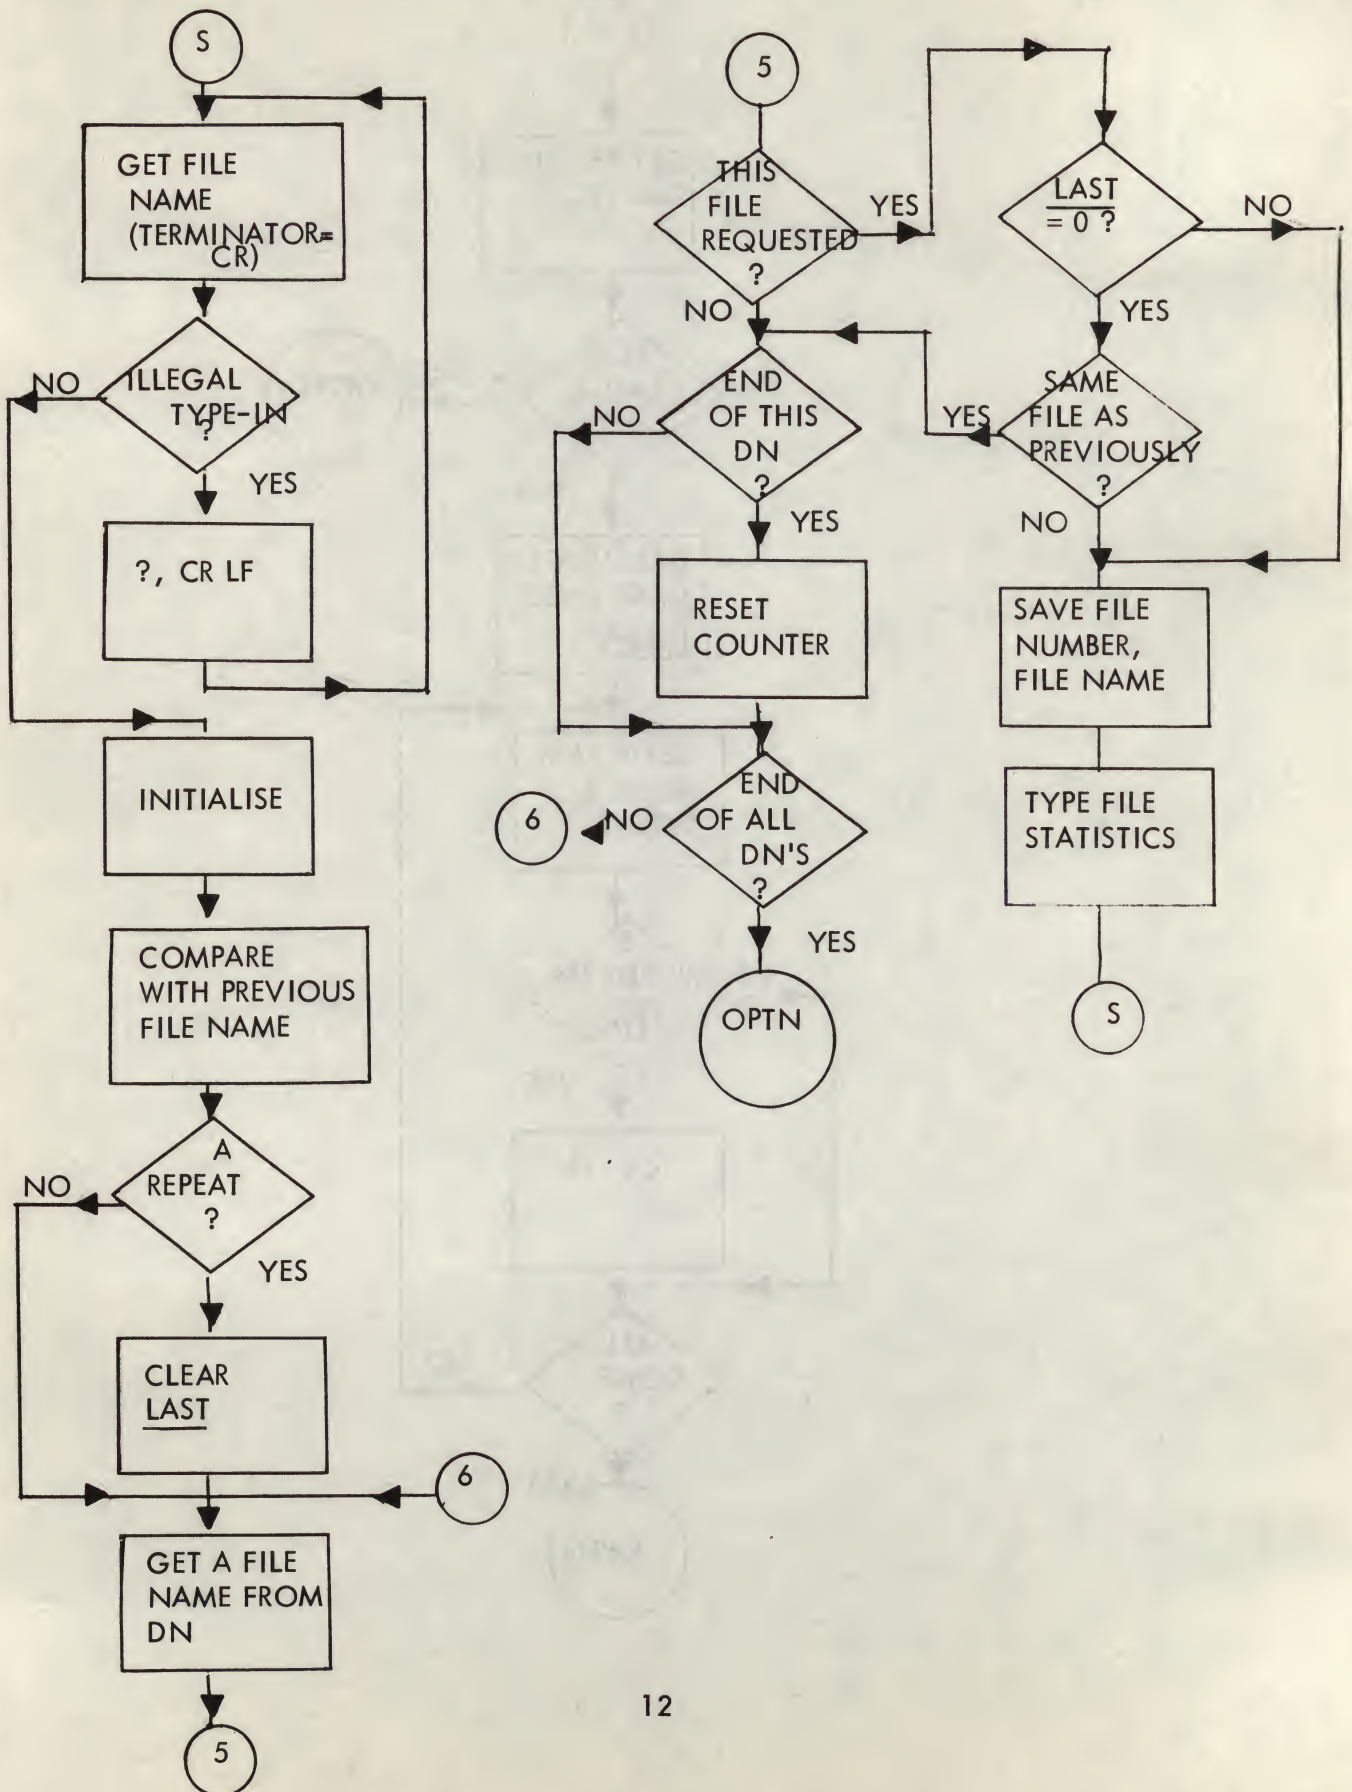 S
GET FILE
NAME
(TERMINATOR=
CR)
ILLEGAL
TYPE-IN
?
NO
YES
?, CR LF
INITIALISE
COMPARE
WITH PREVIOUS
FILE NAME
A
REPEAT
?
NO
YES
CLEAR
LAST
6
GET A FILE
NAME FROM
DN
5
5
THIS
FILE
REQUESTED
?
YES
NO
END
OF THIS
DN
?
NO
YES
RESET
COUNTER
END
OF ALL
DN'S
?
6
NO
YES
OPTN
LAST
= 0 ?
NO
YES
SAME
FILE AS
PREVIOUSLY
?
YES
NO
SAVE FILE
NUMBER,
FILE NAME
TYPE FILE
STATISTICS
S
12